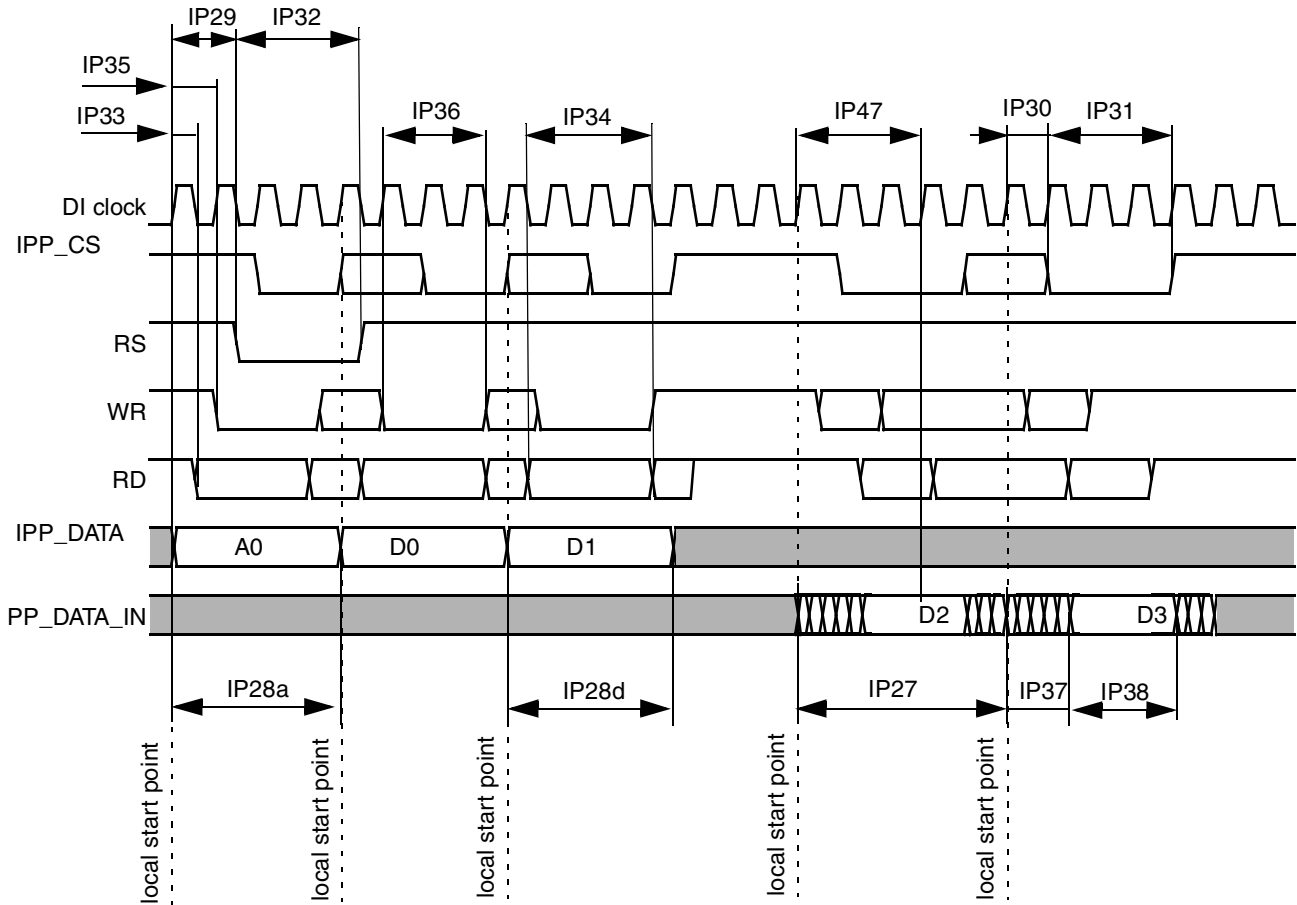 IP29
IP32
IP35
IP33
IP36
IP34
IP47
IP30
IP31
DI clock
IPP_CS
RS
WR
RD
IPP_DATA
A0
D0
D1
PP_DATA_IN
D2
D3
IP28a
IP28d
IP27
IP37
IP38
local start point
local start point
local start point
local start point
local start point